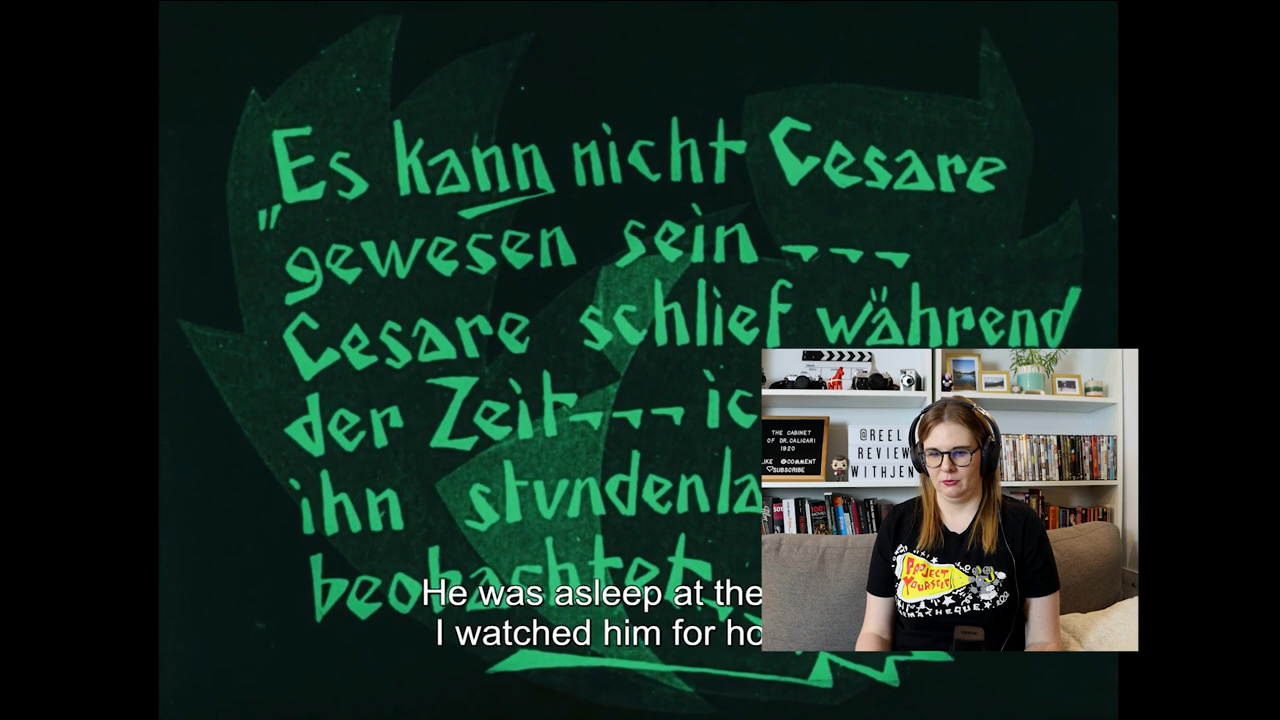 „Es kann nicht Cesare
gewesen sein ---
Cesare schlief während
der Zeit --- ic
ihn stundenla
beobachtet
He was asleep at the
I watched him for ho
THE CABINET
OF DR.CALIGARI
1920
LIKE @COMMENT
♡SUBSCRIBE
@REEL
REVIEW
WITHJEN
PROJECT
YOURSELF